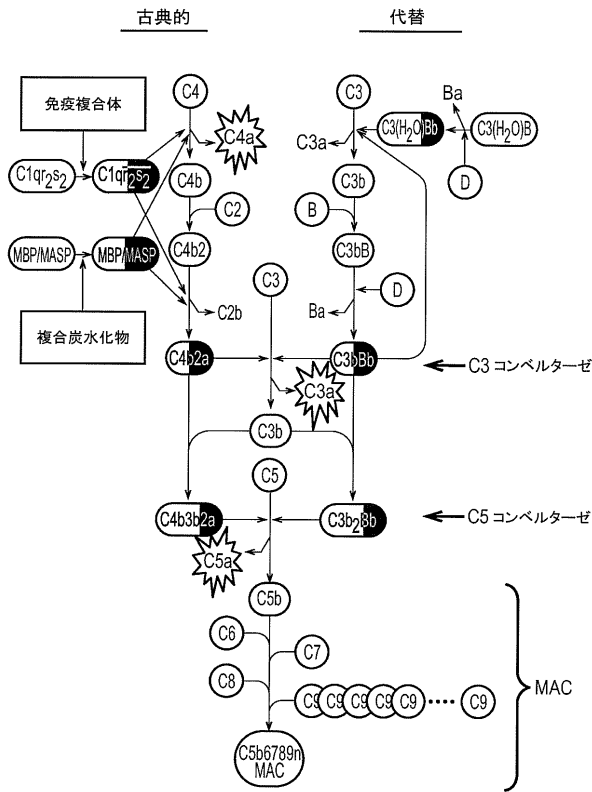 古典的
代替
免疫複合体
C4
C4a
C3
Ba
C3a
C3(H2O)Bb
C3(H2O)B
C1qr2s2
C1qr2s2
C4b
C3b
D
C2
B
MBP/MASP
MBP/MASP
C4b2
C3bB
C3
D
C2b
Ba
複合炭水化物
C4b2a
C3bBb
C3 コンベルターゼ
C3a
C3b
C5
C4b3b2a
C3b2Bb
C5 コンベルターゼ
C5a
C5b
C6
C7
C8
C9
C9
C9
C9
C9
••••
C9
MAC
C5b6789n
MAC